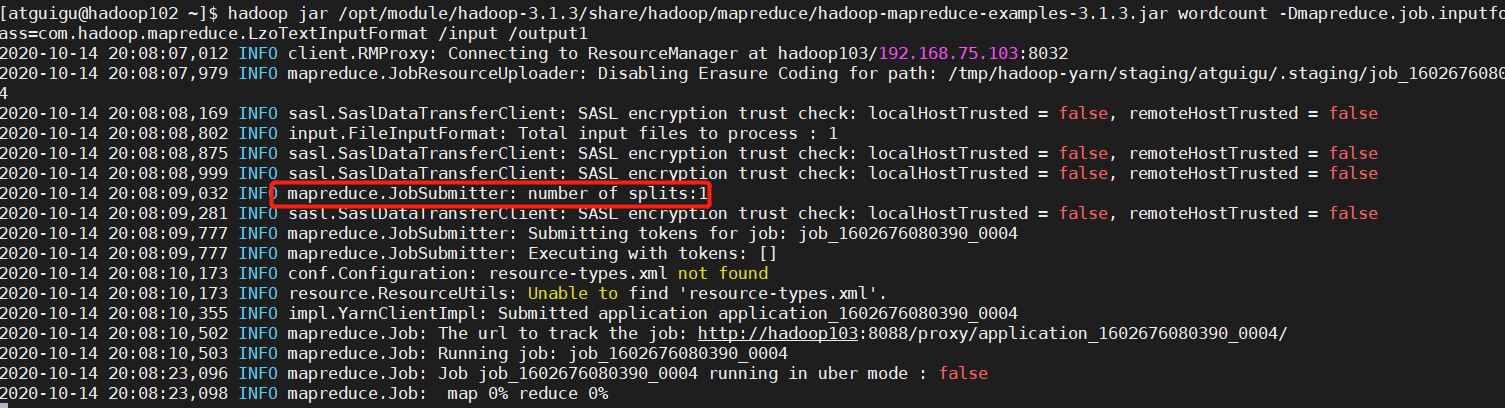 [atguigu@hadoop102 ~]$ hadoop jar /opt/module/hadoop-3.1.3/share/hadoop/mapreduce/hadoop-mapreduce-examples-3.1.3.jar wordcount -Dmapreduce.job.inputfo
ass=com.hadoop.mapreduce.LzoTextInputFormat /input /output1
2020-10-14 20:08:07,012 INFO client.RMProxy: Connecting to ResourceManager at hadoop103/192.168.75.103:8032
2020-10-14 20:08:07,979 INFO mapreduce.JobResourceUploader: Disabling Erasure Coding for path: /tmp/hadoop-yarn/staging/atguigu/.staging/job_1602676080
4
2020-10-14 20:08:08,169 INFO sasl.SaslDataTransferClient: SASL encryption trust check: localHostTrusted = false, remoteHostTrusted = false
2020-10-14 20:08:08,802 INFO input.FileInputFormat: Total input files to process : 1
2020-10-14 20:08:08,875 INFO sasl.SaslDataTransferClient: SASL encryption trust check: localHostTrusted = false, remoteHostTrusted = false
2020-10-14 20:08:08,999 INFO sasl.SaslDataTransferClient: SASL encryption trust check: localHostTrusted = false, remoteHostTrusted = false
2020-10-14 20:08:09,032 INFO mapreduce.JobSubmitter: number of splits:1
2020-10-14 20:08:09,281 INFO sasl.SaslDataTransferClient: SASL encryption trust check: localHostTrusted = false, remoteHostTrusted = false
2020-10-14 20:08:09,777 INFO mapreduce.JobSubmitter: Submitting tokens for job: job_1602676080390_0004
2020-10-14 20:08:09,777 INFO mapreduce.JobSubmitter: Executing with tokens: []
2020-10-14 20:08:10,173 INFO conf.Configuration: resource-types.xml not found
2020-10-14 20:08:10,173 INFO resource.ResourceUtils: Unable to find 'resource-types.xml'.
2020-10-14 20:08:10,355 INFO impl.YarnClientImpl: Submitted application application_1602676080390_0004
2020-10-14 20:08:10,502 INFO mapreduce.Job: The url to track the job: http://hadoop103:8088/proxy/application_1602676080390_0004/
2020-10-14 20:08:10,503 INFO mapreduce.Job: Running job: job_1602676080390_0004
2020-10-14 20:08:23,096 INFO mapreduce.Job: Job job_1602676080390_0004 running in uber mode : false
2020-10-14 20:08:23,098 INFO mapreduce.Job:  map 0% reduce 0%